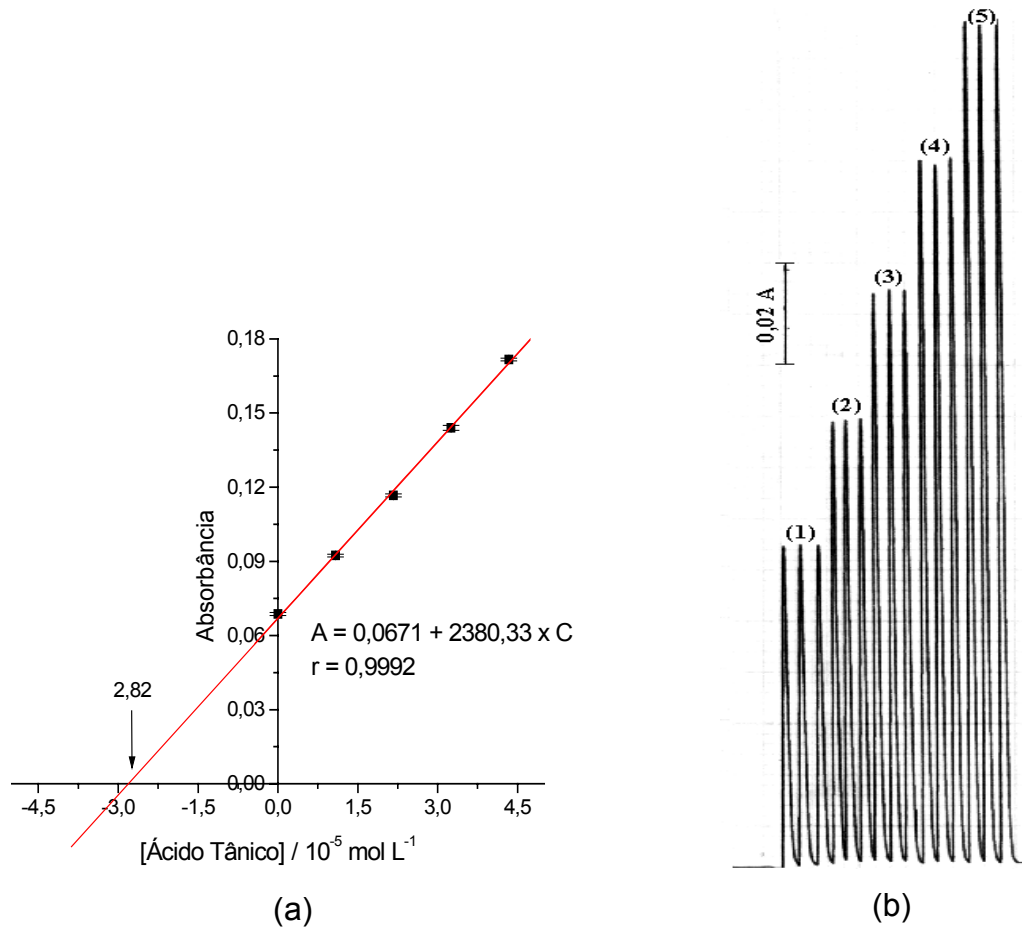 0,18
0,15
0,12
0,09
0,06
0,03
0,00
Absorbância
A = 0,0671 + 2380,33 x C
r = 0,9992
2,82
-4,5 -3,0 -1,5 0,0 1,5 3,0 4,5
[Ácido Tânico] / 10⁻⁵ mol L⁻¹
(a)
(5)
(4)
(3)
0,02 A
(2)
(1)
(b)